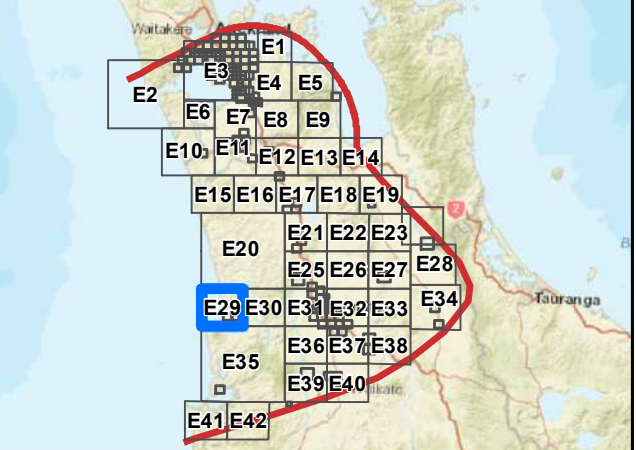 Waitakere Auckland
E1
E2 E3 E4 E5
E6 E7 E8 E9
E10 E11 E12 E13 E14
E15 E16 E17 E18 E19
E20 E21 E22 E23
E25 E26 E27 E28
E29 E30 E31 E32 E33 E34
Tauranga
2
E35 E36 E37 E38
E39 E40
Waikato
E41 E42